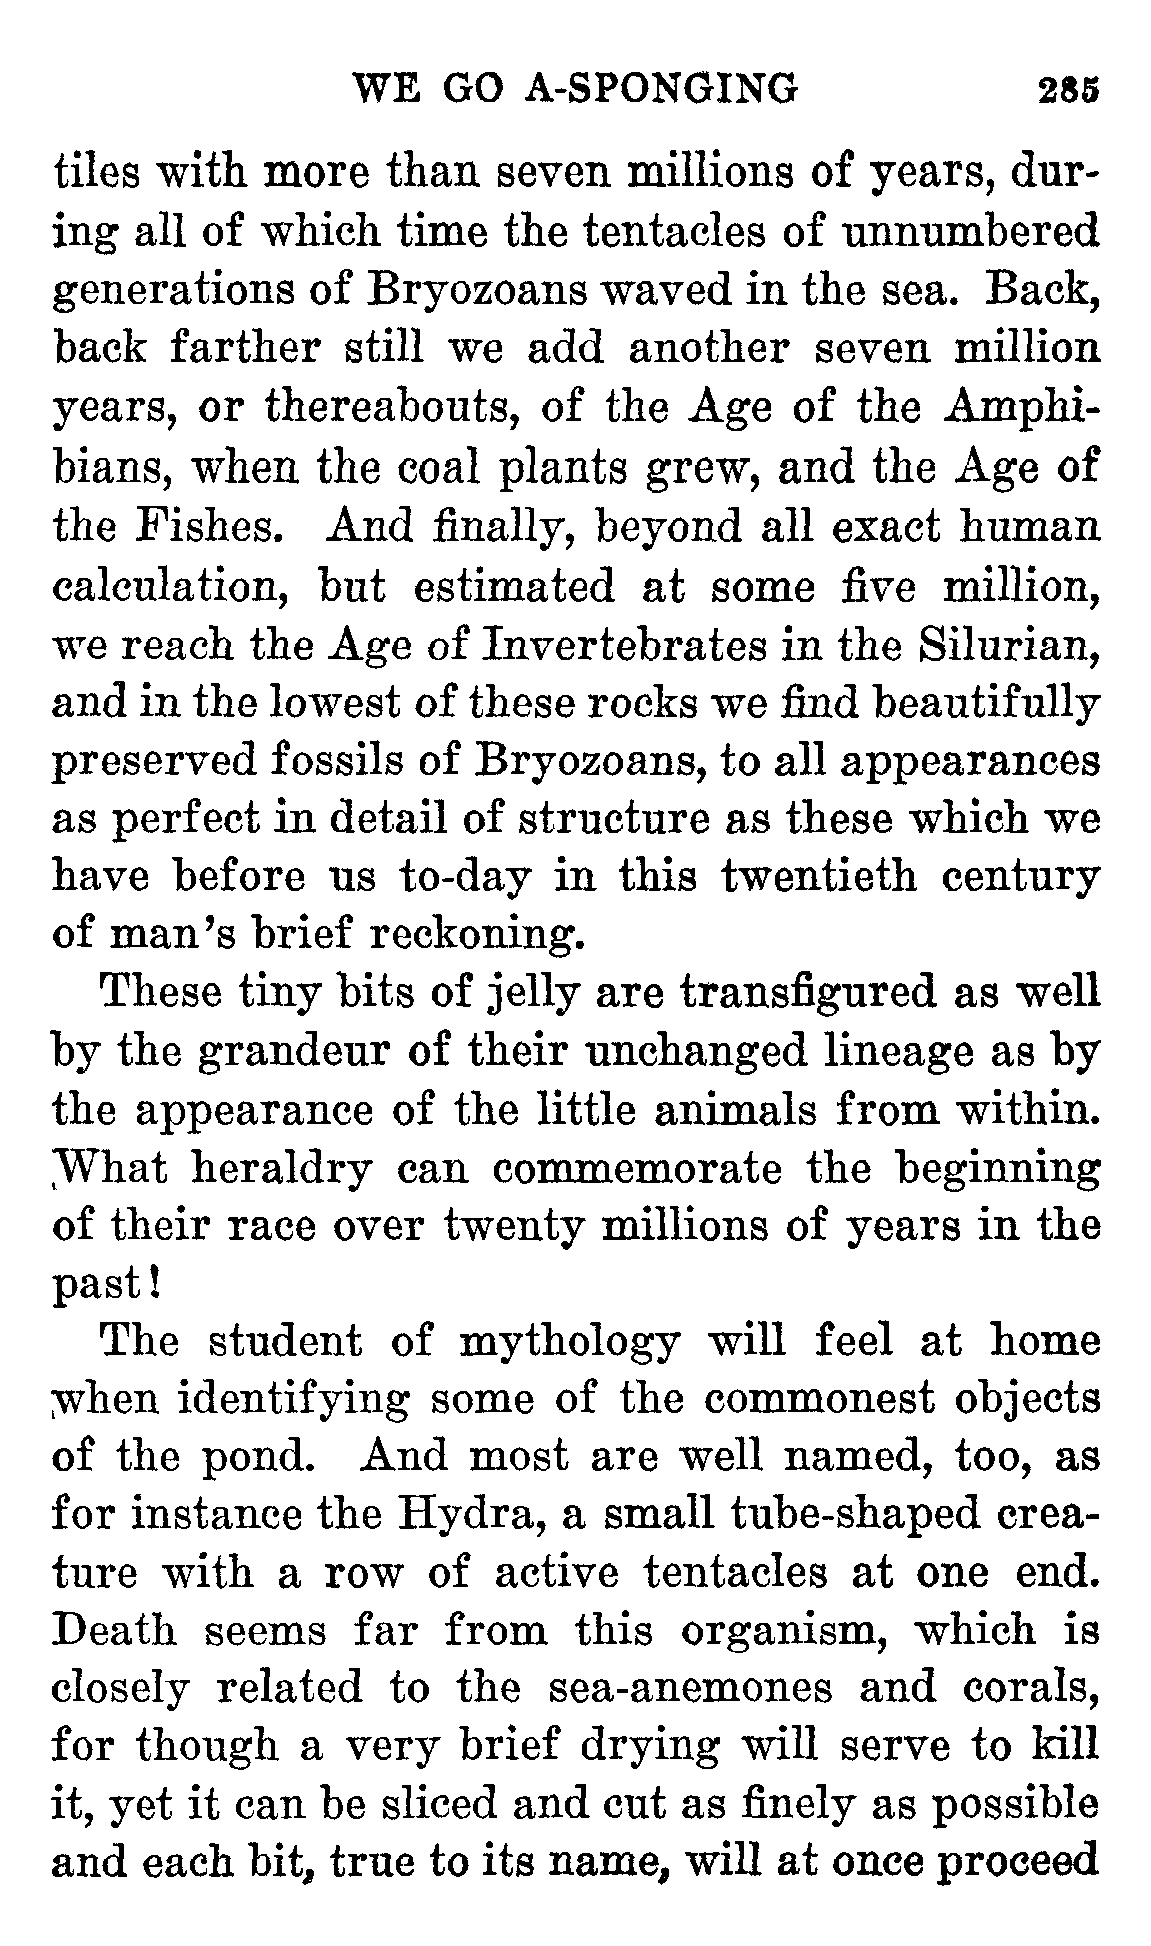 WE GO A-SPONGING 285
tiles with more than seven millions of years, dur-
ing all of which time the tentacles of unnumbered
generations of Bryozoans waved in the sea. Back,
back farther still we add another seven million
years, or thereabouts, of the Age of the Amphi-
bians, when the coal plants grew, and the Age of
the Fishes. And finally, beyond all exact human
calculation, but estimated at some five million,
we reach the Age of Invertebrates in the Silurian,
and in the lowest of these rocks we find beautifully
preserved fossils of Bryozoans, to all appearances
as perfect in detail of structure as these which we
have before us to-day in this twentieth century
of man's brief reckoning.
These tiny bits of jelly are transfigured as well
by the grandeur of their unchanged lineage as by
the appearance of the little animals from within.
What heraldry can commemorate the beginning
of their race over twenty millions of years in the
past!
The student of mythology will feel at home
when identifying some of the commonest objects
of the pond. And most are well named, too, as
for instance the Hydra, a small tube-shaped crea-
ture with a row of active tentacles at one end.
Death seems far from this organism, which is
closely related to the sea-anemones and corals,
for though a very brief drying will serve to kill
it, yet it can be sliced and cut as finely as possible
and each bit, true to its name, will at once proceed